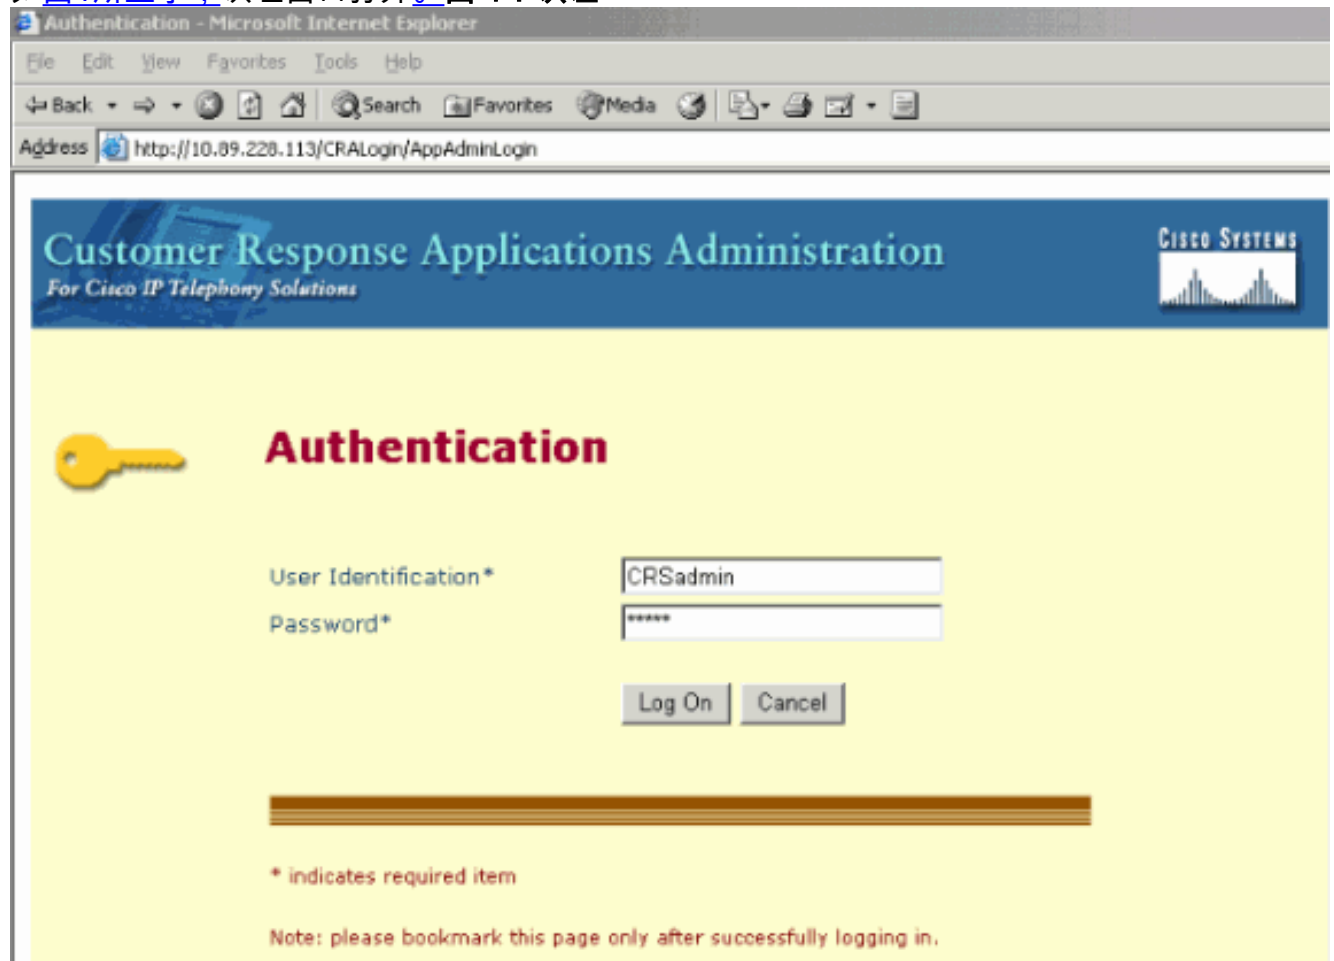 Authentication - Microsoft Internet Explorer
File Edit View Favorites Tools Help
Back Search Favorites Media
Address http://10.89.228.113/CRALogin/AppAdminLogin
Customer Response Applications Administration
For Cisco IP Telephony Solutions
CISCO SYSTEMS
Authentication
User Identification* CRSadmin
Password* *****
Log On Cancel
* indicates required item
Note: please bookmark this page only after successfully logging in.